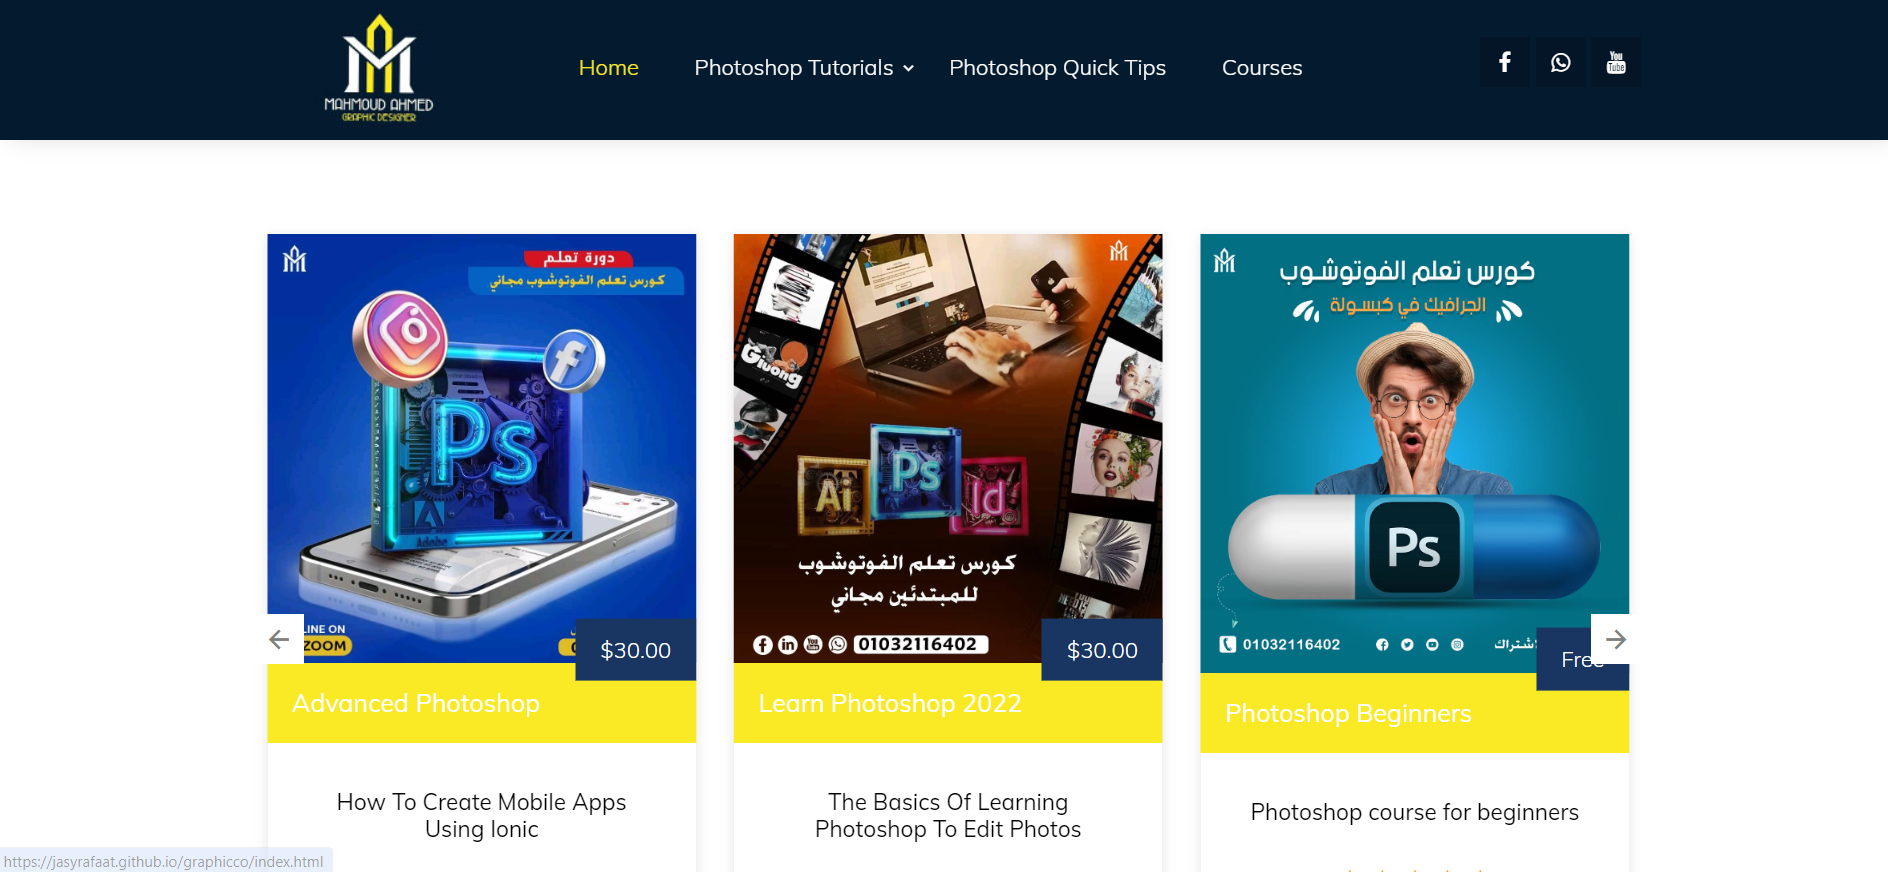 MAHMOUD AHMED
GRAPHIC DESIGNER
Home
Photoshop Tutorials
Photoshop Quick Tips
Courses
You
Tube
دورة تعلم
كورس تعلم الفوتوشوب مجاني
Ps
Adobe
LINE ON
ZOOM
$30.00
Advanced Photoshop
How To Create Mobile Apps
Using Ionic
Giuong
Ai
Ps
Id
كورس تعلم الفوتوشوب
للمبتدئين مجاني
01032116402
$30.00
Learn Photoshop 2022
The Basics Of Learning
Photoshop To Edit Photos
كورس تعلم الفوتوشوب
الجرافيك في كبسولة
Ps
01032116402
Free
Photoshop Beginners
Photoshop course for beginners
https://jasyrafaat.github.io/graphicco/index.html